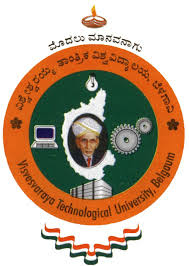 ಮೊದಲು ಮಾನವನಾಗು
ವಿಶ್ವೇಶ್ವರಯ್ಯ ತಾಂತ್ರಿಕ ವಿಶ್ವವಿದ್ಯಾಲಯ, ಬೆಳಗಾವಿ
Visvesvaraya Technological University, Belgaum